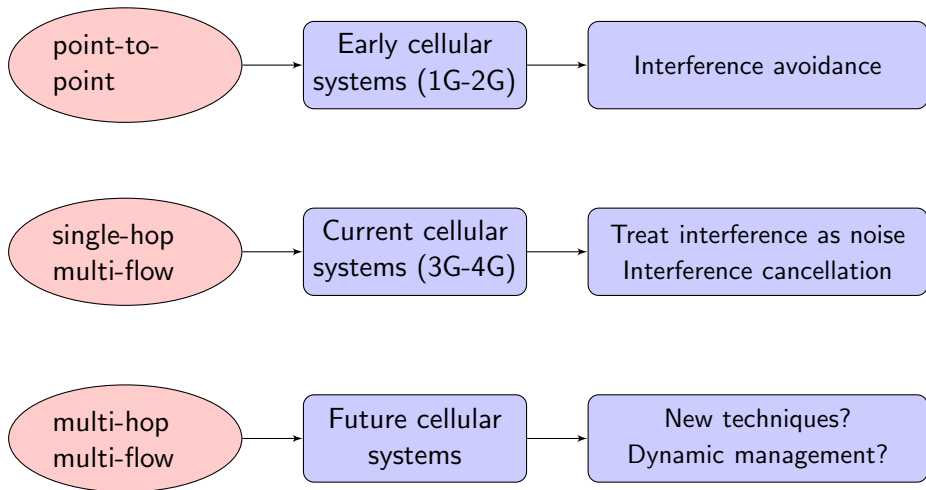 point-to-
point
Early cellular
systems (1G-2G)
Interference avoidance
single-hop
multi-flow
Current cellular
systems (3G-4G)
Treat interference as noise
Interference cancellation
multi-hop
multi-flow
Future cellular
systems
New techniques?
Dynamic management?